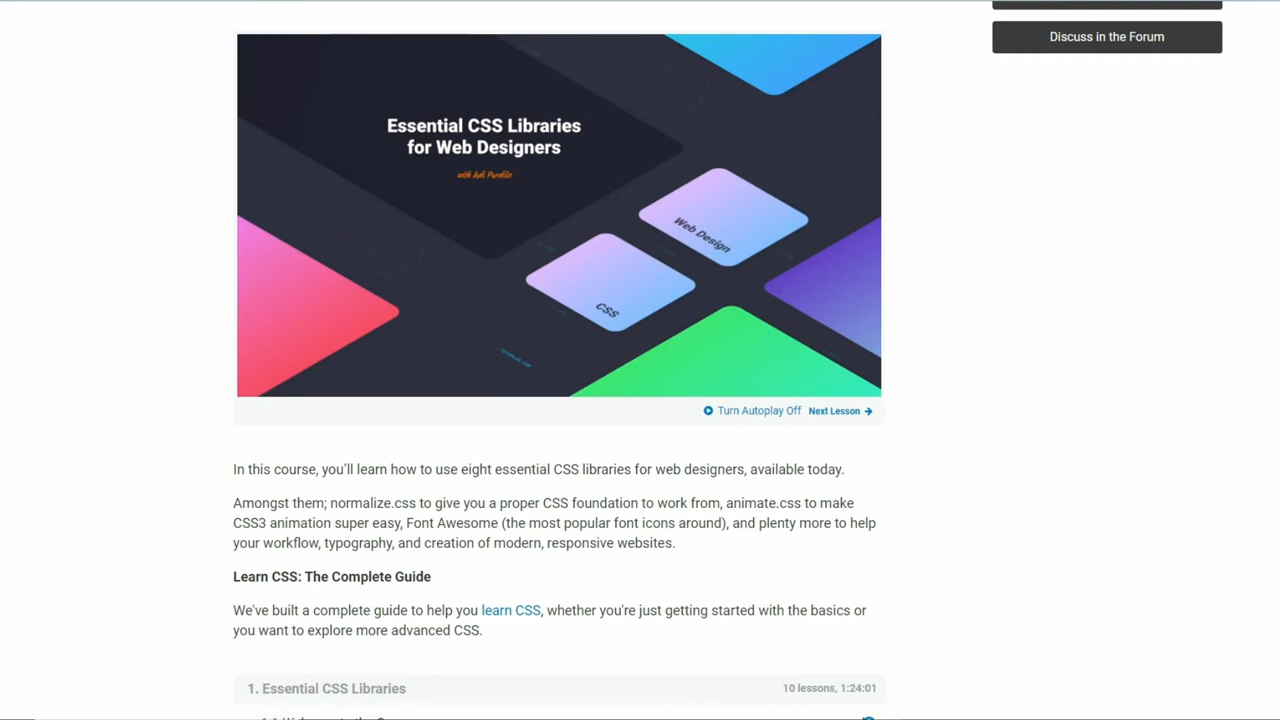 Discuss in the Forum
Essential CSS Libraries
for Web Designers
with Adi Purdila
Web Design
CSS
Turn Autoplay Off Next Lesson
In this course, you'll learn how to use eight essential CSS libraries for web designers, available today.
Amongst them; normalize.css to give you a proper CSS foundation to work from, animate.css to make
CSS3 animation super easy, Font Awesome (the most popular font icons around), and plenty more to help
your workflow, typography, and creation of modern, responsive websites.
Learn CSS: The Complete Guide
We've built a complete guide to help you learn CSS, whether you're just getting started with the basics or
you want to explore more advanced CSS.
1. Essential CSS Libraries 10 lessons, 1:24:01